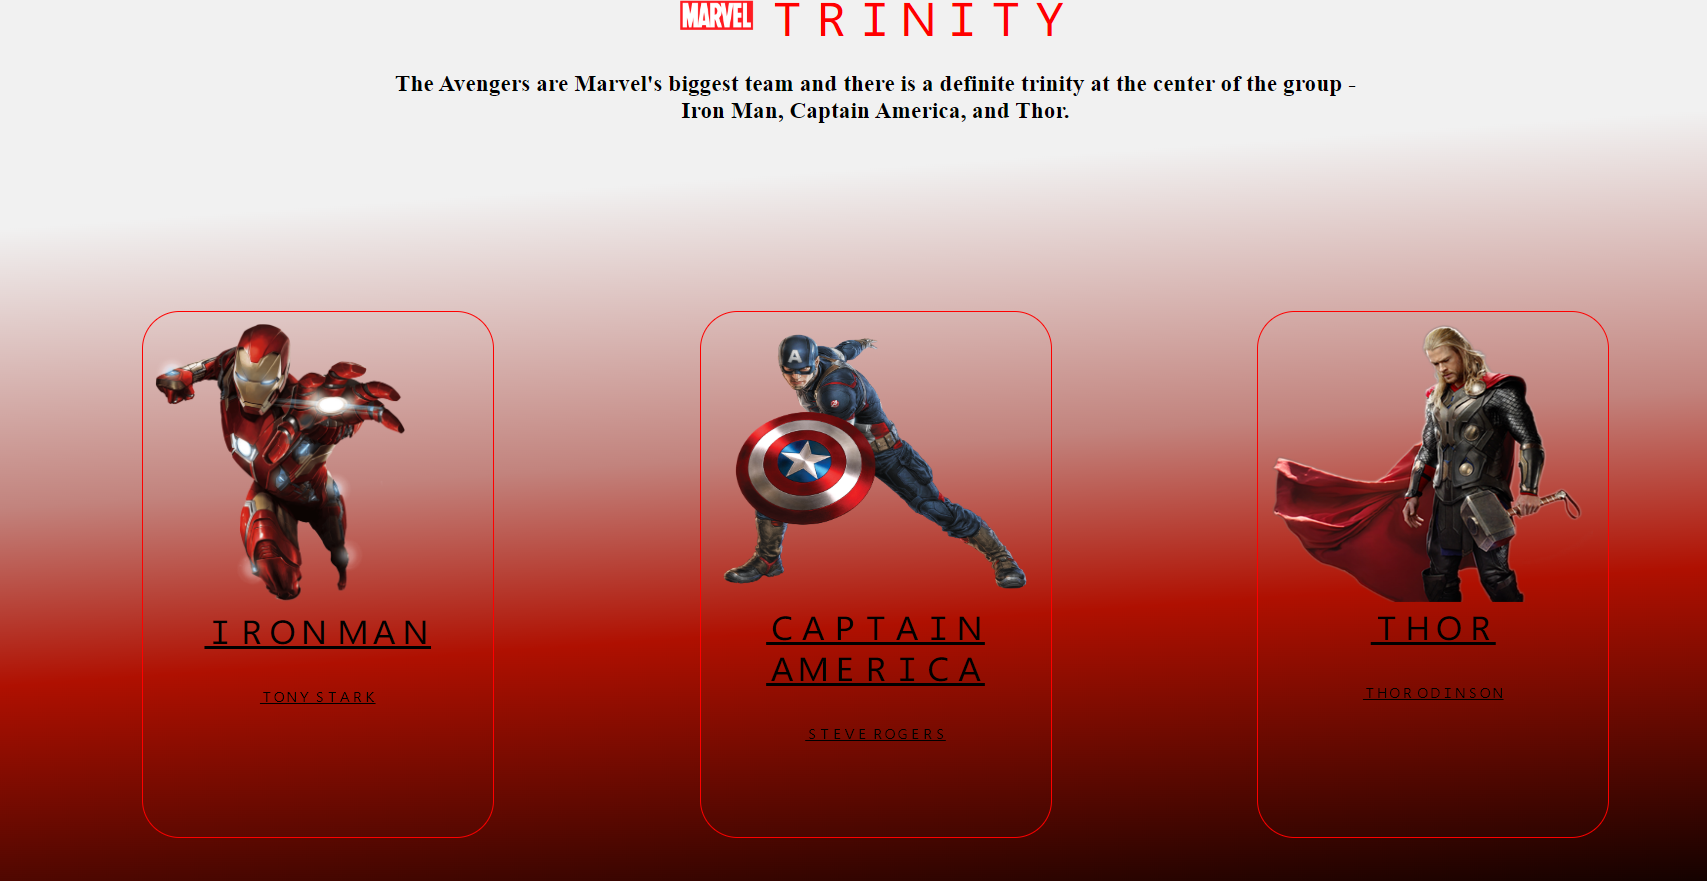 MARVEL TRINITY
The Avengers are Marvel's biggest team and there is a definite trinity at the center of the group -
Iron Man, Captain America, and Thor.
A
IRON MAN
TONY STARK
CAPTAIN
AMERICA
STEVE ROGERS
THOR
THOR ODINSON